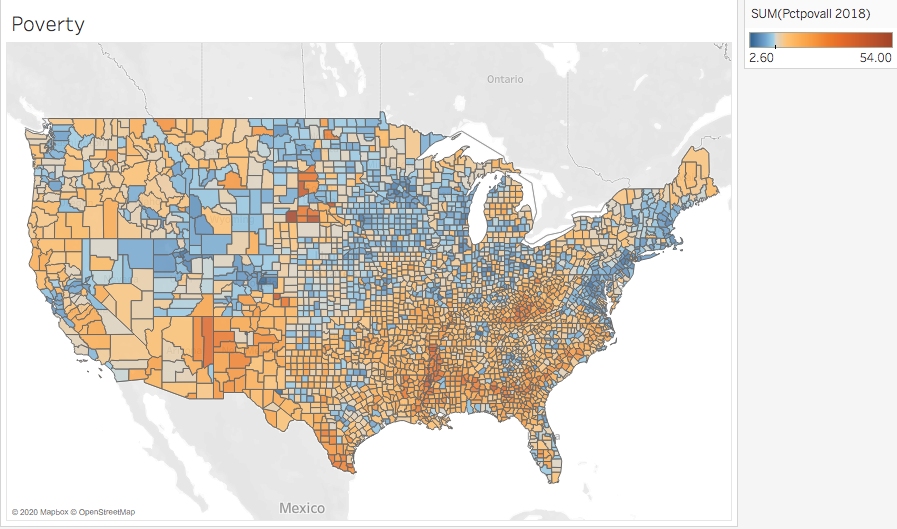 Poverty
SUM(Pctpovall 2018)
2.60 54.00
Ontario
Mexico
© 2020 Mapbox © OpenStreetMap